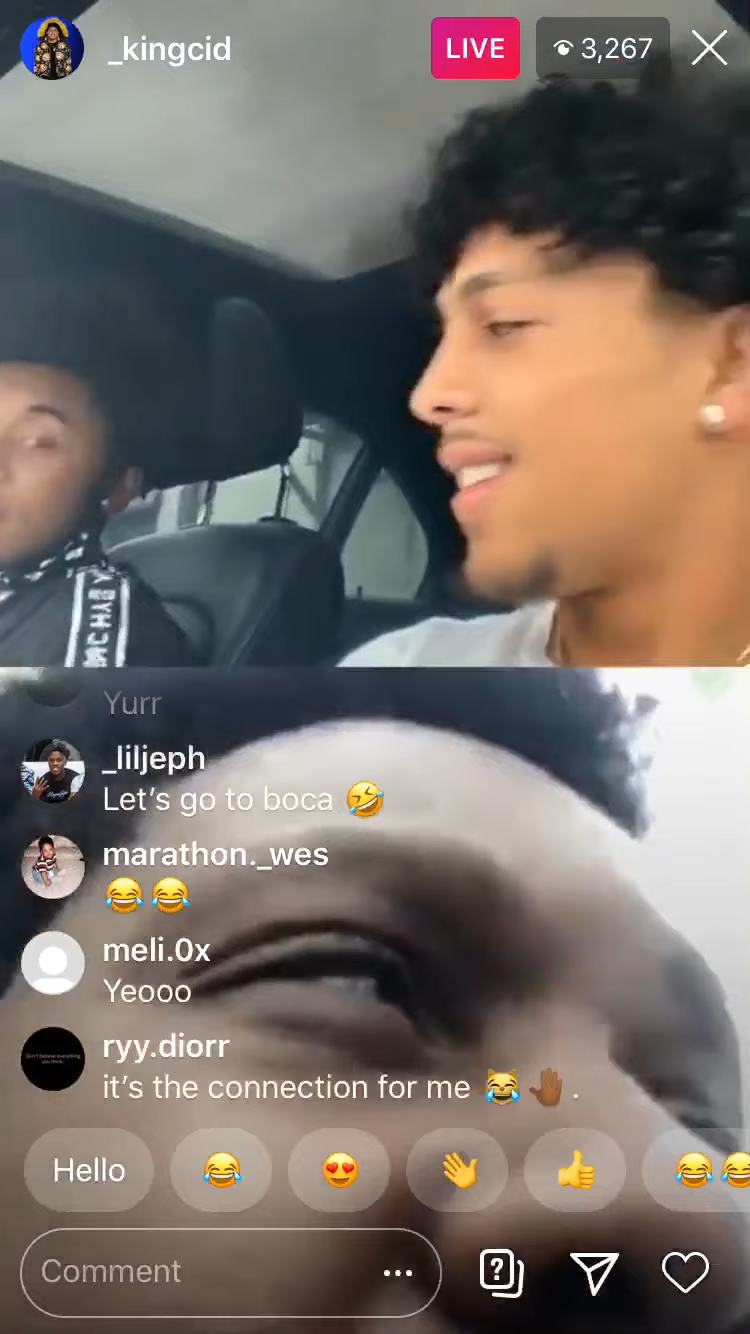 _kingcid
LIVE
3,267
Yurr
_liljeph
Let's go to boca 🤣
marathon._wes
😂 😂
meli.0x
Yeooo
ryy.diorr
it's the connection for me 😹 🤚🏾 .
Hello
Comment